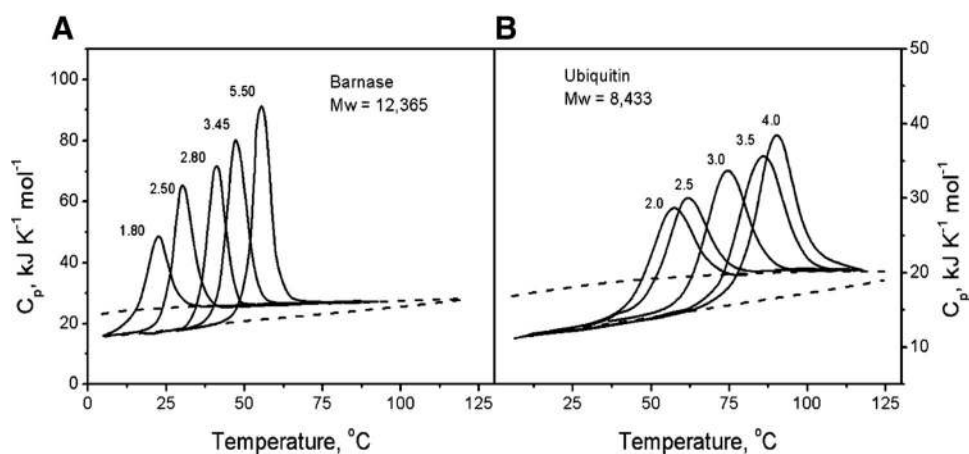 A
B
Barnase
Mw = 12,365
5.50
3.45
2.80
2.50
1.80
C_p, kJ K⁻¹ mol⁻¹
100
80
60
40
20
0
0 25 50 75 100 125
Temperature, °C
Ubiquitin
Mw = 8,433
4.0
3.5
3.0
2.5
2.0
50
40
30
20
10
C_p, kJ K⁻¹ mol⁻¹
25 50 75 100 125
Temperature, °C